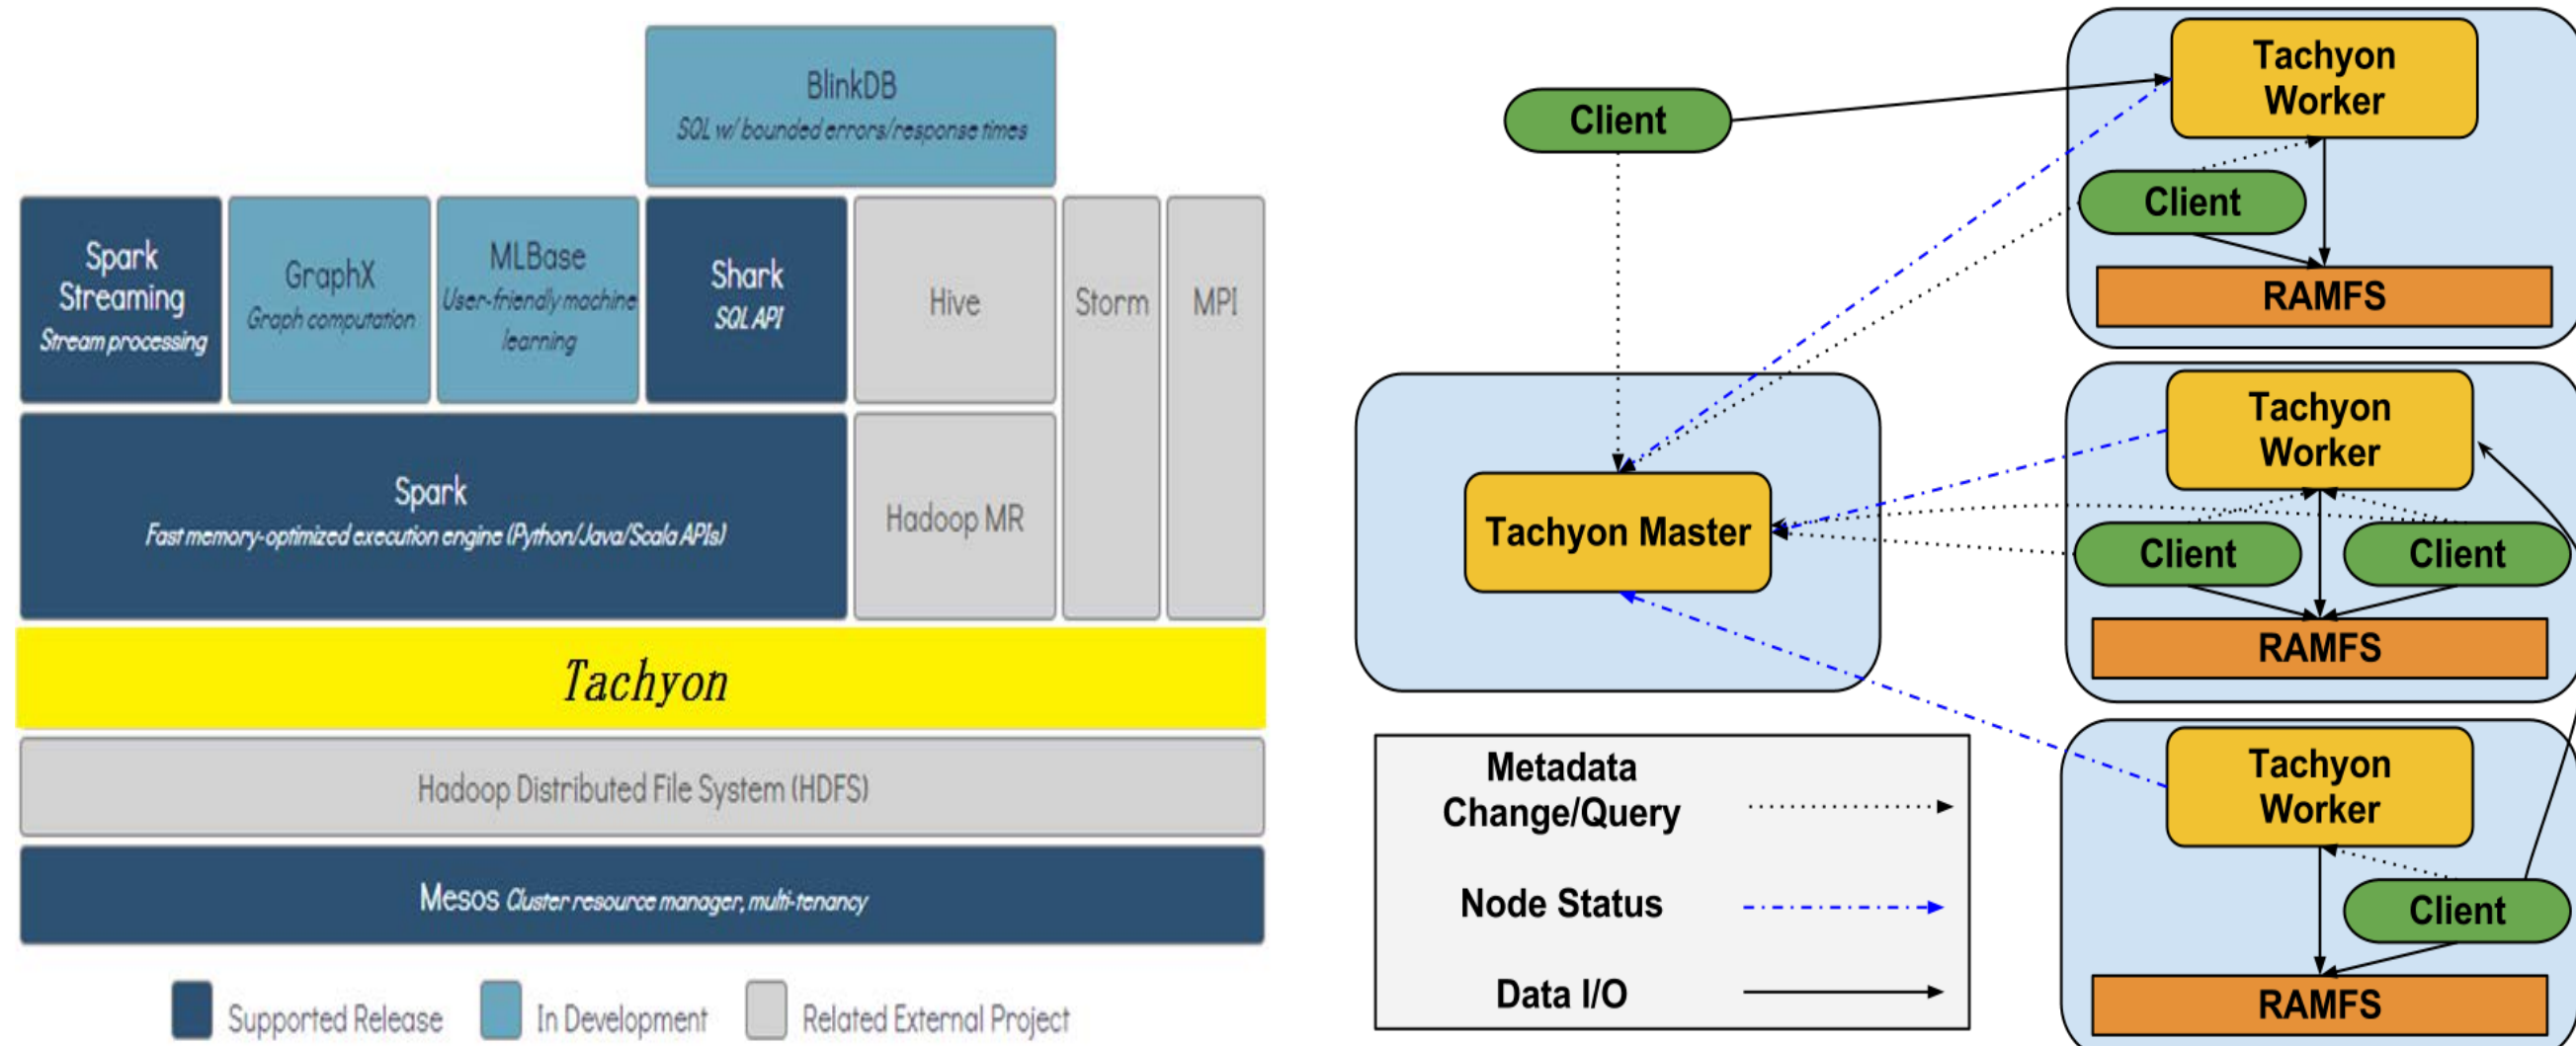 BlinkDB
SQL w/ bounded errors/response times
Spark
Streaming
Stream processing
GraphX
Graph computation
MLBase
User-friendly machine
learning
Shark
SQL API
Hive
Storm
MPI
Spark
Fast memory-optimized execution engine (Python/Java/Scala APIs)
Hadoop MR
Tachyon
Hadoop Distributed File System (HDFS)
Mesos Cluster resource manager, multi-tenancy
Supported Release
In Development
Related External Project
Client
Tachyon
Worker
Client
RAMFS
Tachyon Master
Tachyon
Worker
Client
Client
RAMFS
Tachyon
Worker
Client
RAMFS
Metadata
Change/Query
Node Status
Data I/O